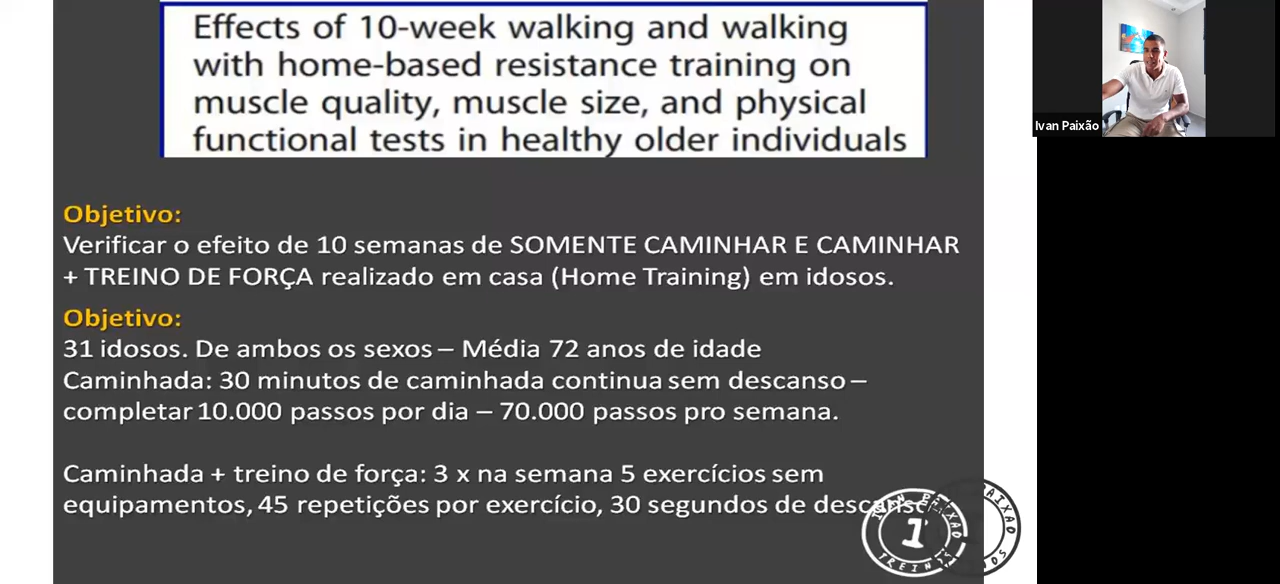 Effects of 10-week walking and walking
with home-based resistance training on
muscle quality, muscle size, and physical
functional tests in healthy older individuals
Objetivo:
Verificar o efeito de 10 semanas de SOMENTE CAMINHAR E CAMINHAR
+ TREINO DE FORÇA realizado em casa (Home Training) em idosos.
Objetivo:
31 idosos. De ambos os sexos – Média 72 anos de idade
Caminhada: 30 minutos de caminhada continua sem descanso –
completar 10.000 passos por dia – 70.000 passos pro semana.
Caminhada + treino de força: 3 x na semana 5 exercícios sem
equipamentos, 45 repetições por exercício, 30 segundos de descanso
IVAN PAIXÃO
1
TREINOS
Ivan Paixão